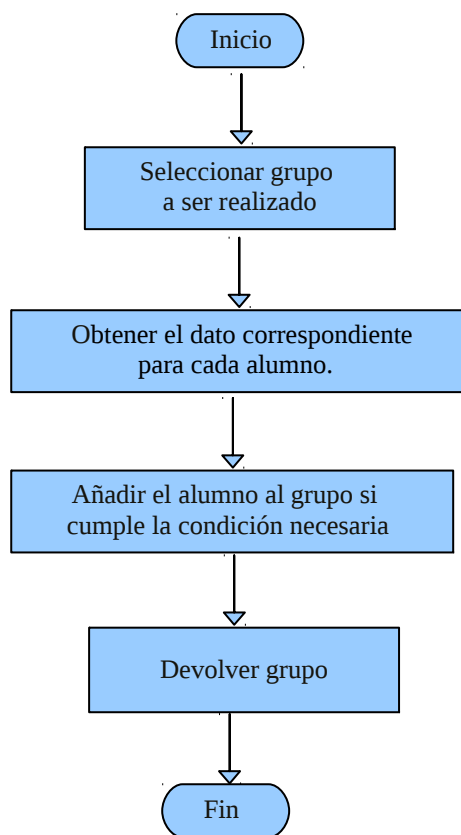 Inicio
Seleccionar grupo
a ser realizado
Obtener el dato correspondiente
para cada alumno.
Añadir el alumno al grupo si
cumple la condición necesaria
Devolver grupo
Fin